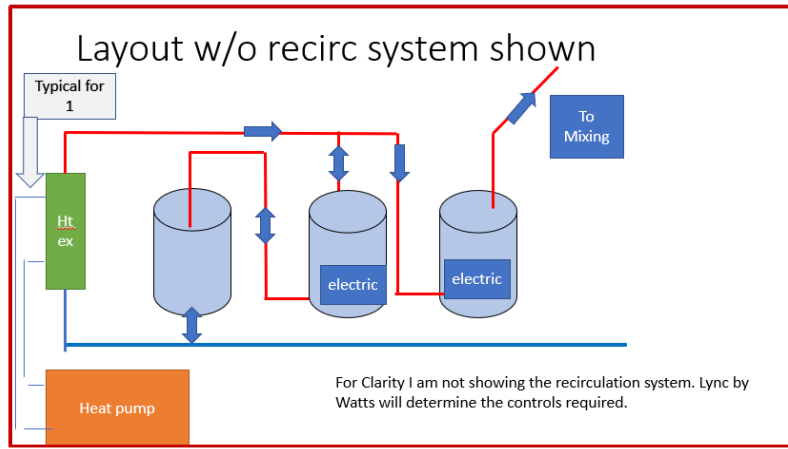 Layout w/o recirc system shown
Typical for
1
To
Mixing
Ht
ex
electric
electric
Heat pump
For Clarity I am not showing the recirculation system. Lync by
Watts will determine the controls required.